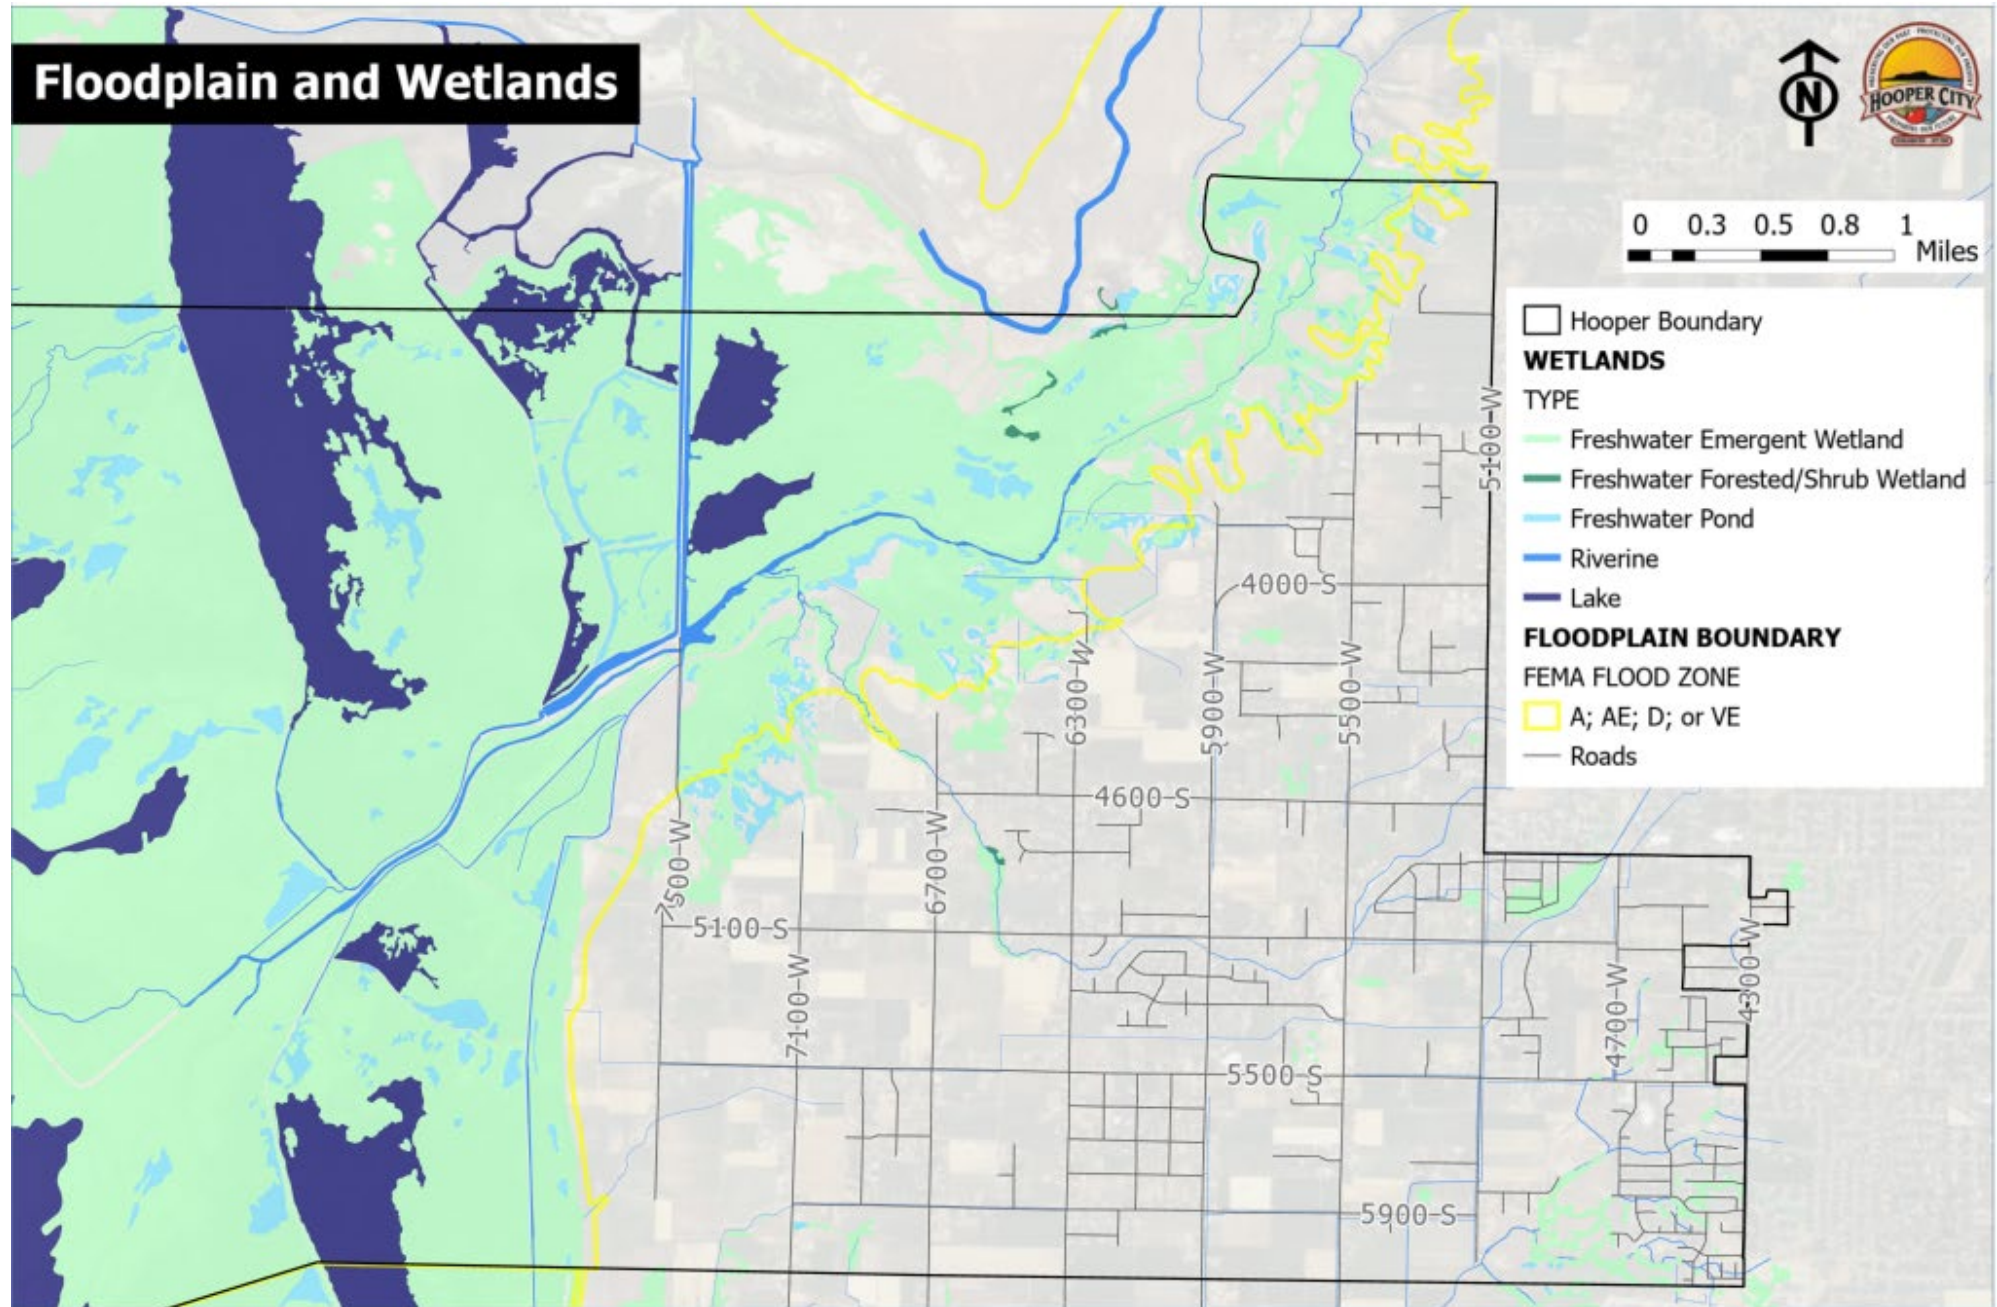 Floodplain and Wetlands
N
HOOPER CITY
0 0.3 0.5 0.8 1
Miles
Hooper Boundary
WETLANDS
TYPE
Freshwater Emergent Wetland
Freshwater Forested/Shrub Wetland
Freshwater Pond
Riverine
Lake
FLOODPLAIN BOUNDARY
FEMA FLOOD ZONE
A; AE; D; or VE
Roads
5100 W
4000 S
6300 W
5900 W
5500 W
4600 S
7500 W
6700 W
5100 S
7100 W
4700 W
4300 W
5500 S
5900 S